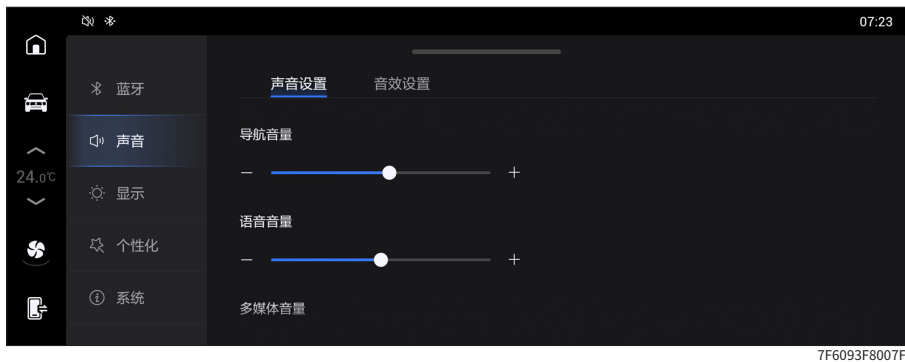 07:23
蓝牙
声音
24.0℃
显示
个性化
系统
声音设置 音效设置
导航音量
语音音量
多媒体音量
7F6093F8007F